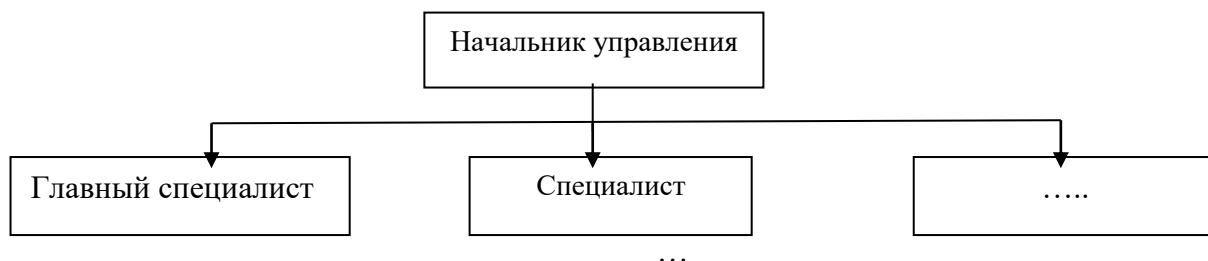 Начальник управления
Главный специалист
Специалист
…..
…